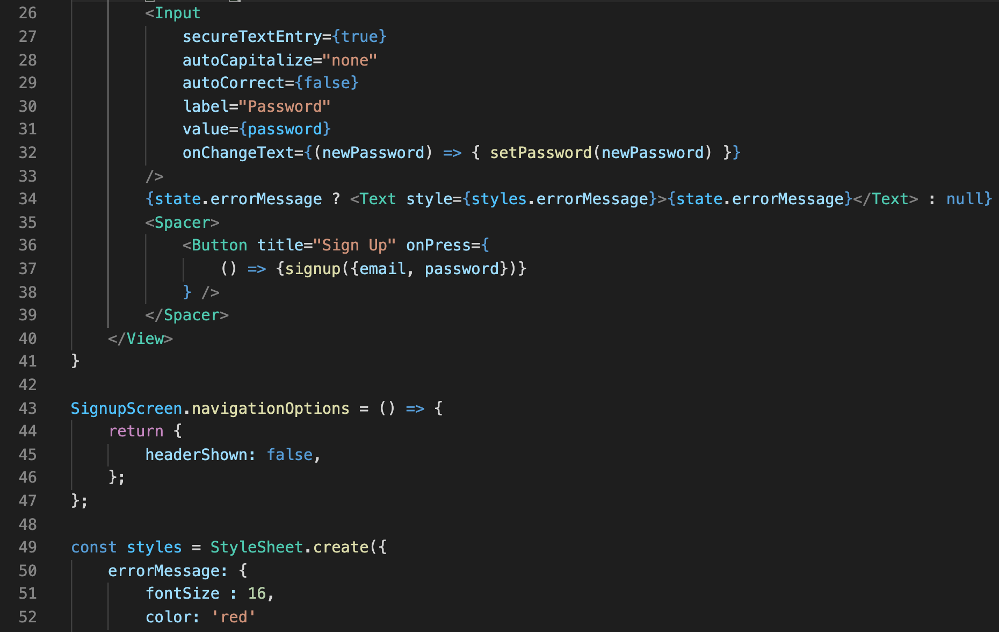 26 <Input
27 secureTextEntry={true}
28 autoCapitalize="none"
29 autoCorrect={false}
30 label="Password"
31 value={password}
32 onChangeText={(newPassword) => { setPassword(newPassword) }}
33 />
34 {state.errorMessage ? <Text style={styles.errorMessage}>{state.errorMessage}</Text> : null}
35 <Spacer>
36 <Button title="Sign Up" onPress={
37 () => {signup({email, password})}
38 } />
39 </Spacer>
40 </View>
41 }
42
43 SignupScreen.navigationOptions = () => {
44 return {
45 headerShown: false,
46 };
47 };
48
49 const styles = StyleSheet.create({
50 errorMessage: {
51 fontSize : 16,
52 color: 'red'